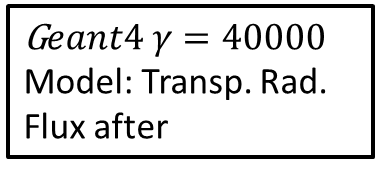 Geant4 γ = 40000
Model: Transp. Rad.
Flux after